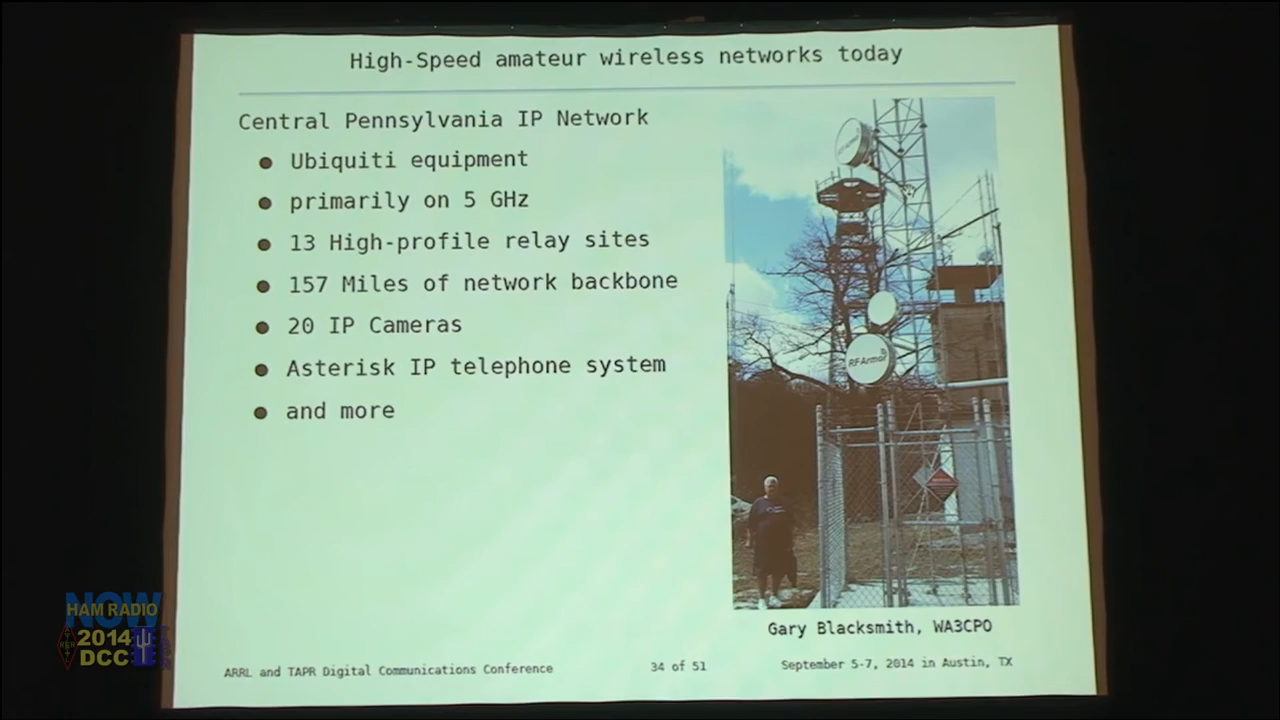 High-Speed amateur wireless networks today
Central Pennsylvania IP Network
● Ubiquiti equipment
● primarily on 5 GHz
● 13 High-profile relay sites
● 157 Miles of network backbone
● 20 IP Cameras
● Asterisk IP telephone system
● and more
RF Armor
Gary Blacksmith, WA3CPO
NOW
HAM RADIO
2014
DCC
ARRL and TAPR Digital Communications Conference
34 of 51
September 5-7, 2014 in Austin, TX